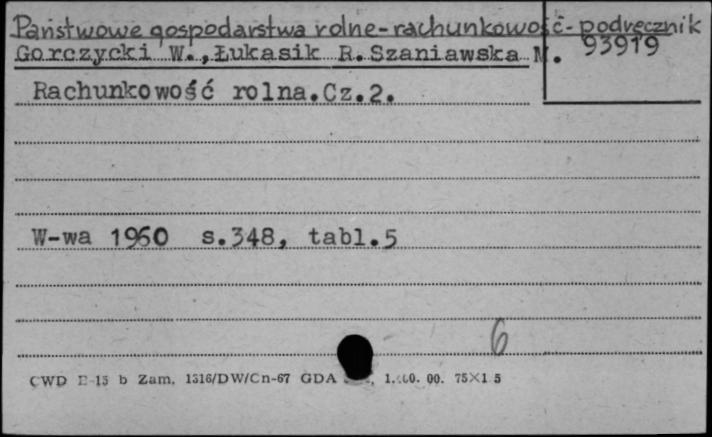 Państwowe gospodarstwa rolne-rachunkowość-podręcznik
Gorczycki W.,Łukasik R.Szaniawska M.
93919
Rachunkowość rolna.Cz.2.
W-wa 1960 s.348, tabl.5
6
CWD E-15 b Zam. 1316/DW/Cn-67 GDA